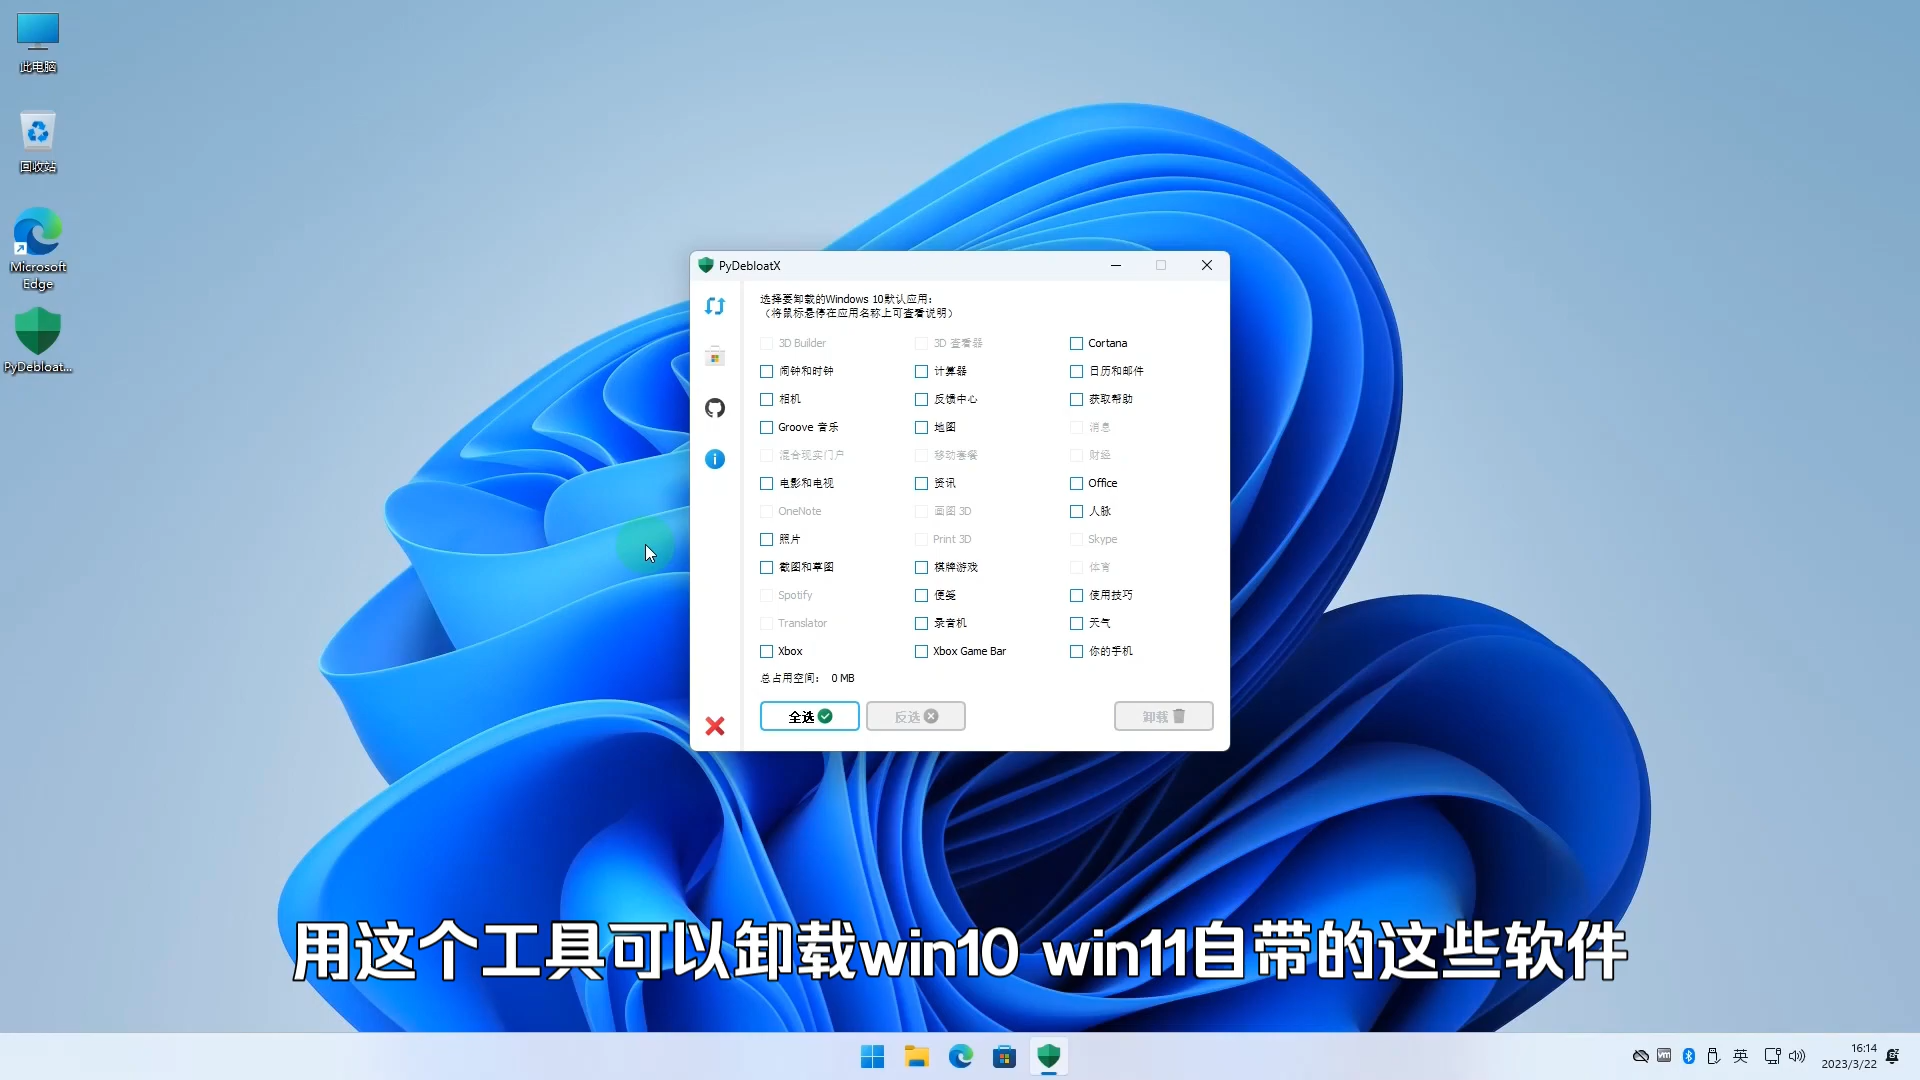 此电脑
回收站
Microsoft
Edge
PyDebloat...
PyDebloatX
选择要卸载的Windows 10默认应用：
（将鼠标悬停在应用名称上可查看说明）
3D Builder 3D 查看器 Cortana
闹钟和时钟 计算器 日历和邮件
相机 反馈中心 获取帮助
Groove 音乐 地图 消息
混合现实门户 移动套餐 财经
电影和电视 资讯 Office
OneNote 画图 3D 人脉
照片 Print 3D Skype
截图和草图 棋牌游戏 体育
Spotify 便笺 使用技巧
Translator 录音机 天气
Xbox Xbox Game Bar 你的手机
总占用空间： 0 MB
全选 反选 卸载
用这个工具可以卸载win10 win11自带的这些软件
英
16:14
2023/3/22